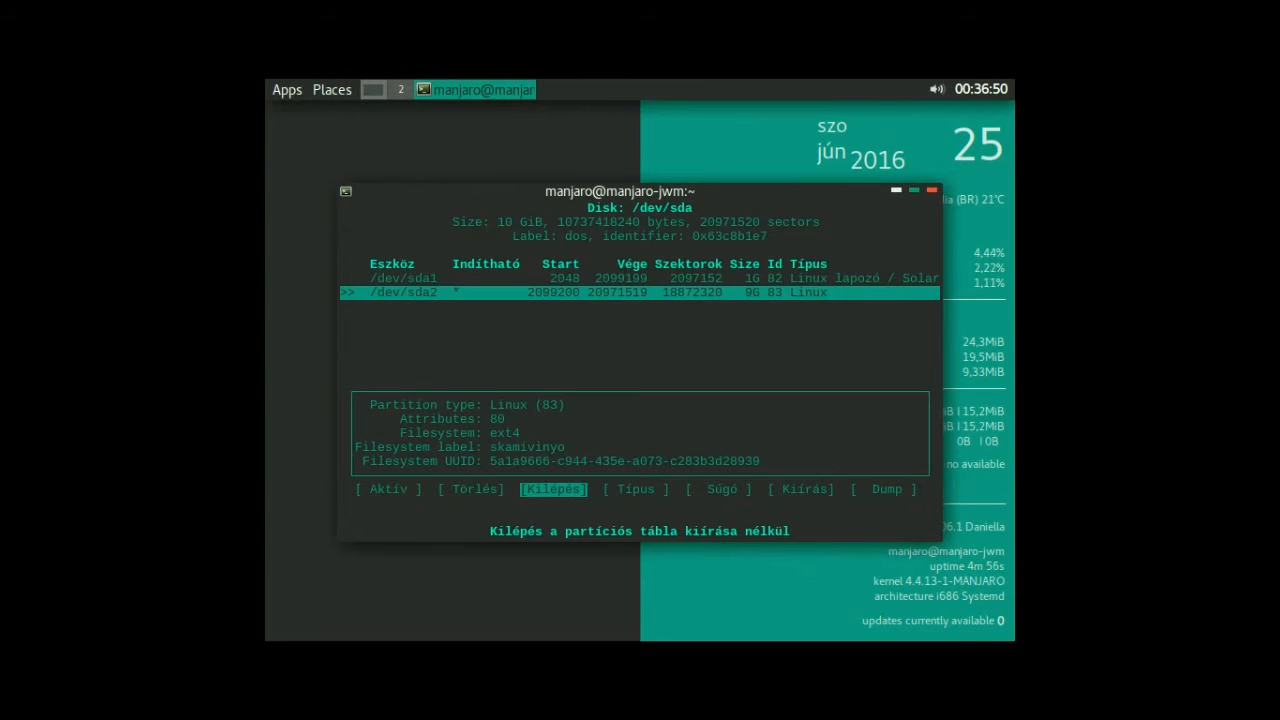 Apps Places 2 manjaro@manjar 00:36:50
szo
jún 2016 25
manjaro@manjaro-jwm:~
Disk: /dev/sda
Size: 10 GiB, 10737418240 bytes, 20971520 sectors
Label: dos, identifier: 0x63c8b1e7
Eszköz Indítható Start Vége Szektorok Size Id Típus
/dev/sda1 2048 2099199 2097152 1G 82 Linux lapozó / Solar
>> /dev/sda2 * 2099200 20971519 18872320 9G 83 Linux
Partition type: Linux (83)
Attributes: 80
Filesystem: ext4
Filesystem label: skamivinyo
Filesystem UUID: 5a1a9666-c944-435e-a073-c283b3d28939
[ Aktív ] [ Törlés] [Kilépés] [ Típus ] [ Súgó ] [ Kiírás] [ Dump ]
Kilépés a partíciós tábla kiírása nélkül
lia (BR) 21°C
4,44%
2,22%
1,11%
24,3MiB
19,5MiB
9,33MiB
B I 15,2MiB
B I 15,2MiB
0B I 0B
no available
06.1 Daniella
manjaro@manjaro-jwm
uptime 4m 56s
kernel 4.4.13-1-MANJARO
architecture i686 Systemd
updates currently available 0